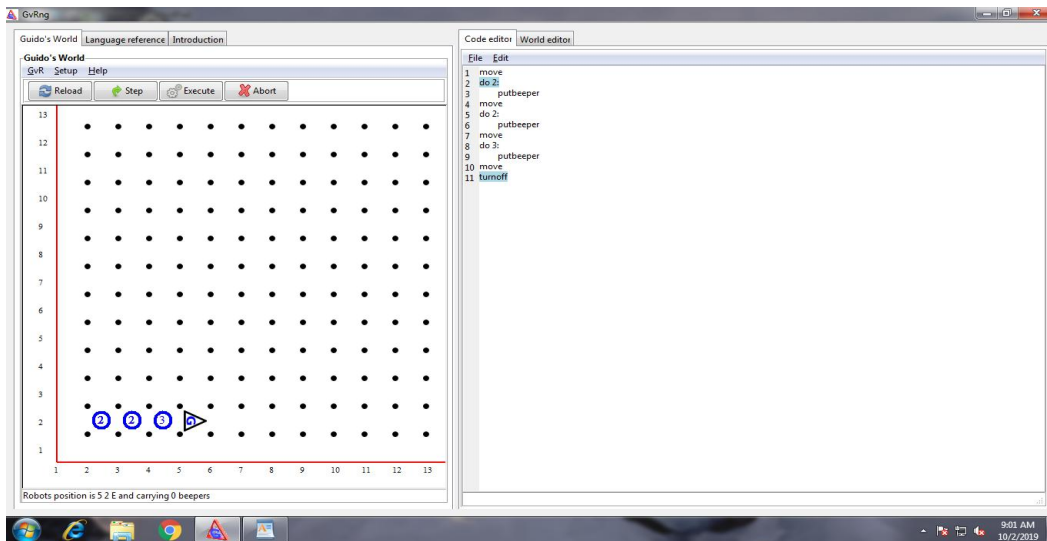 GvRng
Guido's World Language reference Introduction
Guido's World
GvR Setup Help
Reload Step Execute Abort
13
12
11
10
9
8
7
6
5
4
3
2
1
2 2 3 G
1 2 3 4 5 6 7 8 9 10 11 12 13
Robots position is 5 2 E and carrying 0 beepers
Code editor World editor
File Edit
1 move
2 do 2:
3 putbeeper
4 move
5 do 2:
6 putbeeper
7 move
8 do 3:
9 putbeeper
10 move
11 turnoff
9:01 AM
10/2/2019